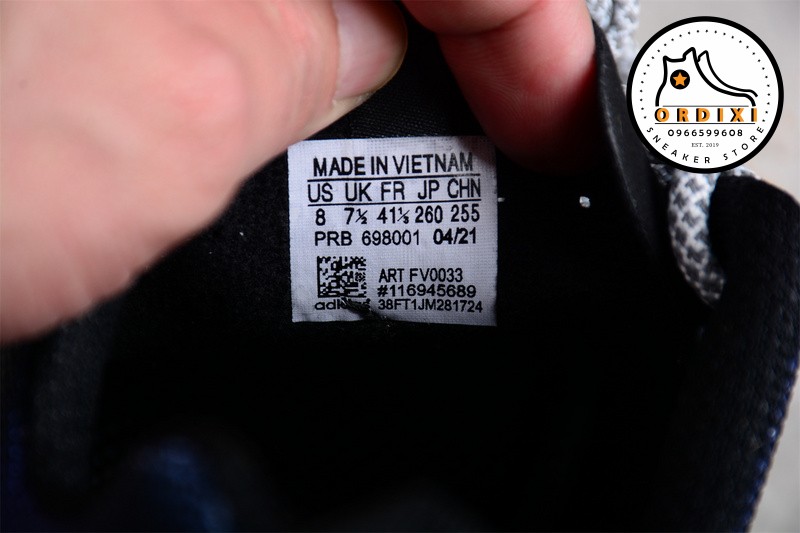 MADE IN VIETNAM
US UK FR JP CHN
8 7½ 41⅓ 260 255
PRB 698001 04/21
ART FV0033
#116945689
38FT1JM281724
ORDIXI
0966599608
EST. 2019
SNEAKER STORE